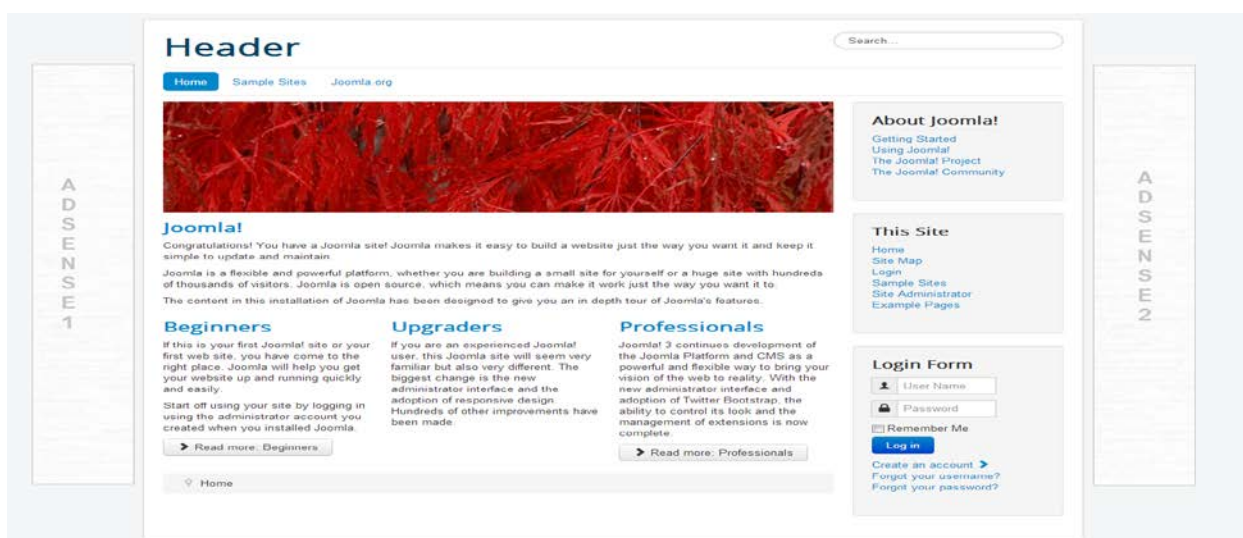 Header
Search...
Home
Sample Sites
Joomla.org
ADSENSE1
Joomla!
Congratulations! You have a Joomla site! Joomla makes it easy to build a website just the way you want it and keep it
simple to update and maintain.
Joomla is a flexible and powerful platform, whether you are building a small site for yourself or a huge site with hundreds
of thousands of visitors. Joomla is open source, which means you can make it work just the way you want it to.
The content in this installation of Joomla has been designed to give you an in depth tour of Joomla's features.
Beginners
If this is your first Joomla! site or your
first web site, you have come to the
right place. Joomla will help you get
your website up and running quickly
and easily.
Start off using your site by logging in
using the administrator account you
created when you installed Joomla.
Read more: Beginners
Upgraders
If you are an experienced Joomla!
user, this Joomla site will seem very
familiar but also very different. The
biggest change is the new
administrator interface and the
adoption of responsive design.
Hundreds of other improvements have
been made.
Professionals
Joomla! 3 continues development of
the Joomla Platform and CMS as a
powerful and flexible way to bring your
vision of the web to reality. With the
new administrator interface and
adoption of Twitter Bootstrap, the
ability to control its look and the
management of extensions is now
complete.
Read more: Professionals
Home
About Joomla!
Getting Started
Using Joomla!
The Joomla! Project
The Joomla! Community
This Site
Home
Site Map
Login
Sample Sites
Site Administrator
Example Pages
Login Form
User Name
Password
Remember Me
Log in
Create an account
Forgot your username?
Forgot your password?
ADSENSE2